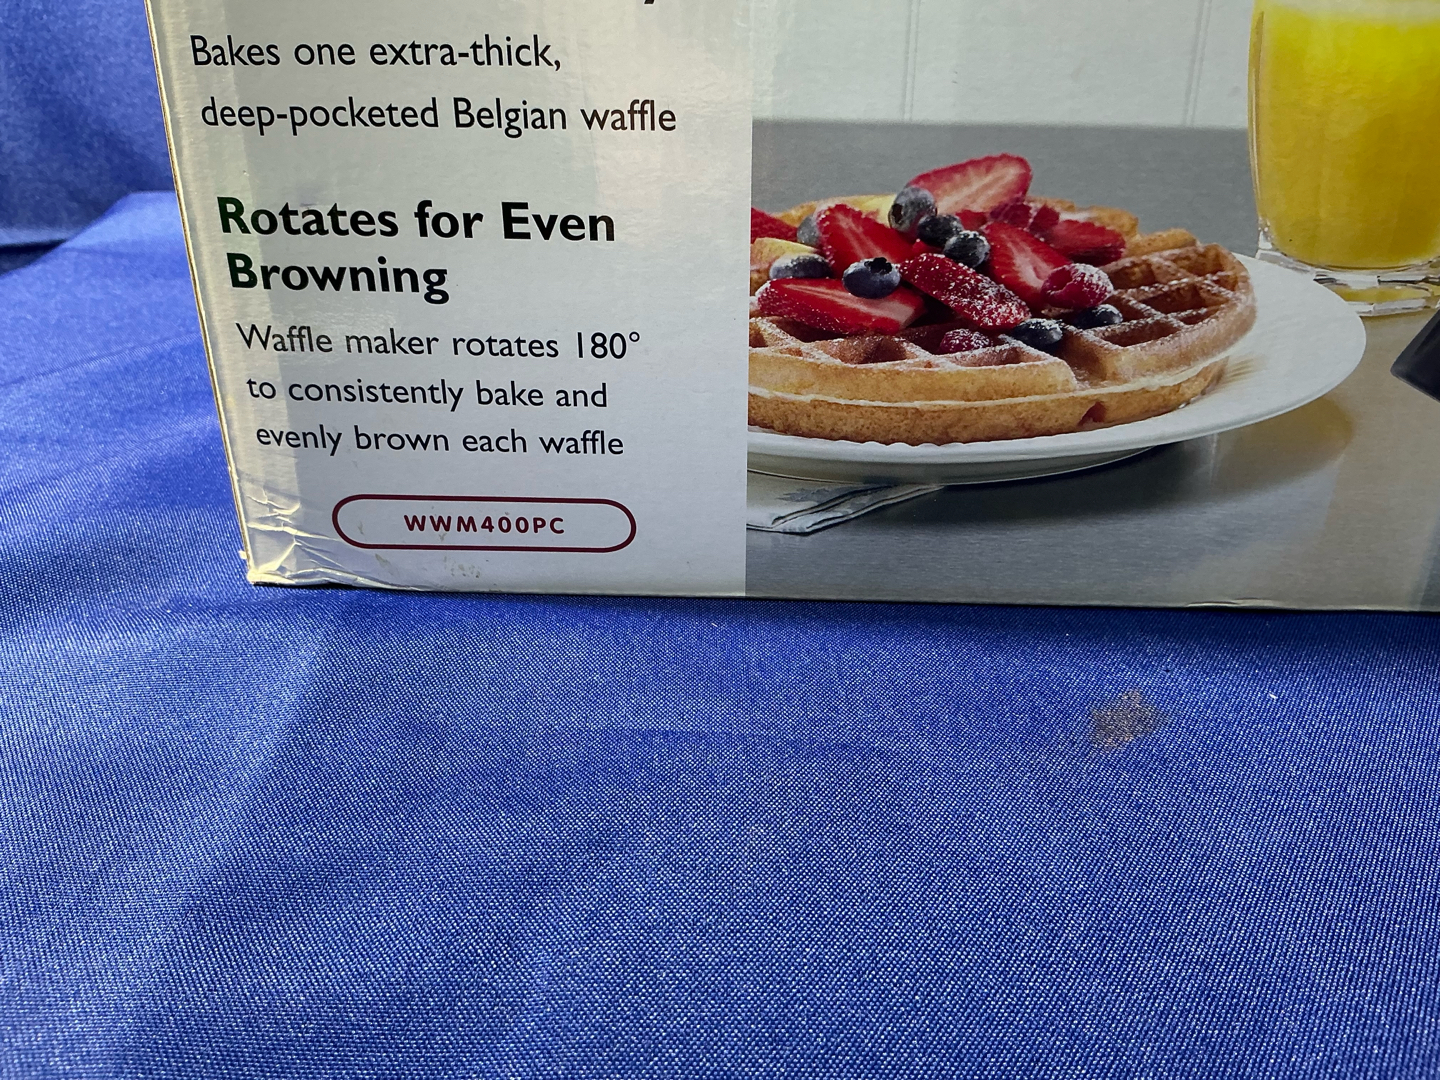 Bakes one extra-thick,
deep-pocketed Belgian waffle
Rotates for Even
Browning
Waffle maker rotates 180°
to consistently bake and
evenly brown each waffle
WWM400PC